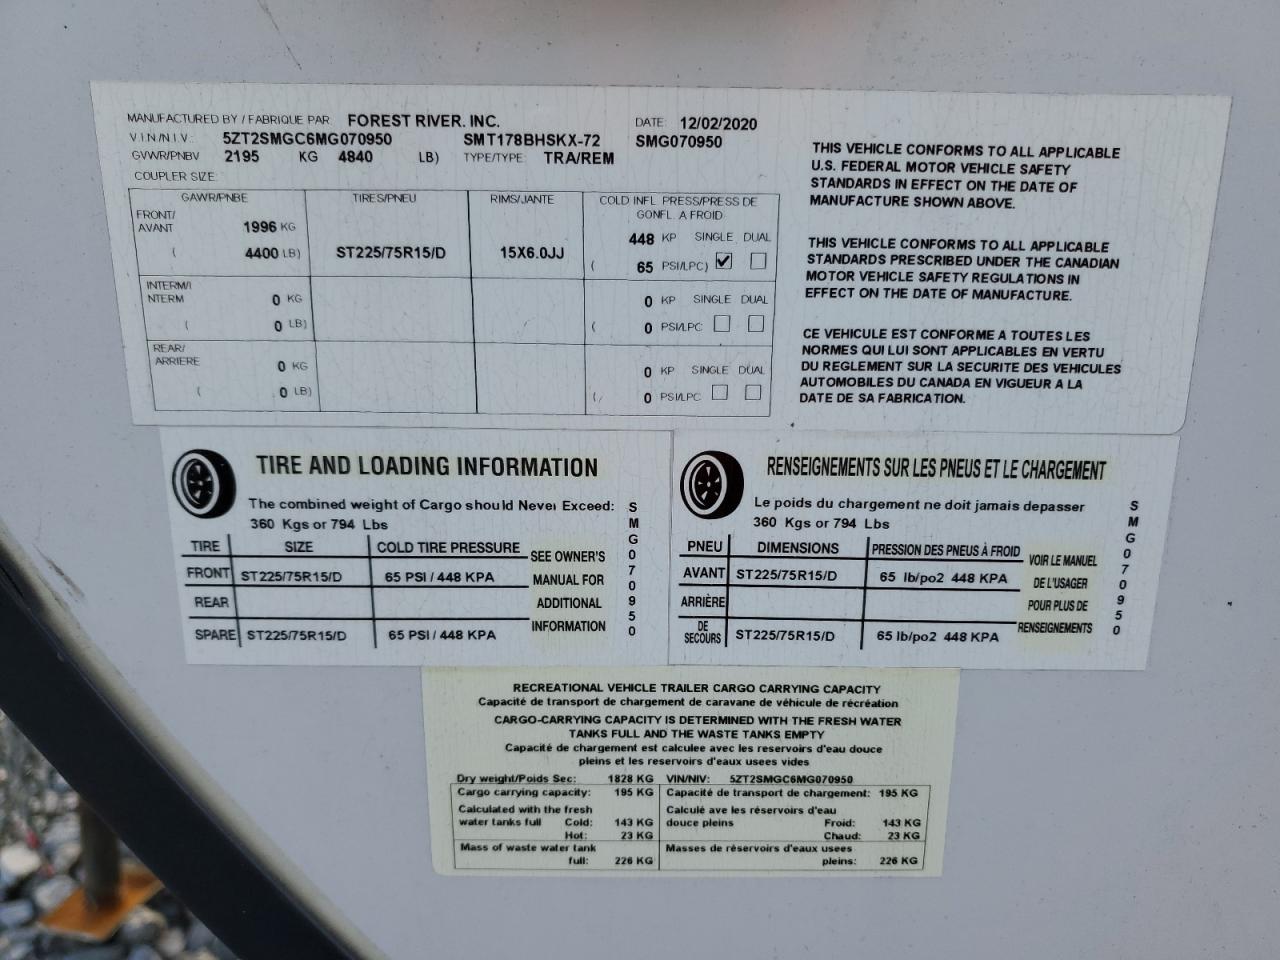 MANUFACTURED BY / FABRIQUE PAR: FOREST RIVER, INC. DATE: 12/02/2020
V.I.N/N.I.V.: 5ZT2SMGC6MG070950 SMT178BHSKX-72 SMG070950
GVWR/PNBV 2195 KG 4840 LB) TYPE/TYPE: TRA/REM
COUPLER SIZE:
GAWR/PNBE TIRES/PNEU RIMS/JANTE COLD INFL. PRESS/PRESS DE GONFL. A FROID
FRONT/ AVANT 1996 KG 448 KP SINGLE DUAL
( 4400 LB) ST225/75R15/D 15X6.0JJ ( 65 PSI/LPC)
INTERM/I NTERM 0 KG 0 KP SINGLE DUAL
( 0 LB) ( 0 PSI/LPC
REAR/ ARRIERE 0 KG 0 KP SINGLE DUAL
( 0 LB) ( 0 PSI/LPC
THIS VEHICLE CONFORMS TO ALL APPLICABLE
U.S. FEDERAL MOTOR VEHICLE SAFETY
STANDARDS IN EFFECT ON THE DATE OF
MANUFACTURE SHOWN ABOVE.
THIS VEHICLE CONFORMS TO ALL APPLICABLE
STANDARDS PRESCRIBED UNDER THE CANADIAN
MOTOR VEHICLE SAFETY REGULATIONS IN
EFFECT ON THE DATE OF MANUFACTURE.
CE VEHICULE EST CONFORME A TOUTES LES
NORMES QUI LUI SONT APPLICABLES EN VERTU
DU REGLEMENT SUR LA SECURITE DES VEHICULES
AUTOMOBILES DU CANADA EN VIGUEUR A LA
DATE DE SA FABRICATION.
TIRE AND LOADING INFORMATION
The combined weight of Cargo should Never Exceed:
360 Kgs or 794 Lbs
TIRE SIZE COLD TIRE PRESSURE
FRONT ST225/75R15/D 65 PSI / 448 KPA
REAR
SPARE ST225/75R15/D 65 PSI / 448 KPA
SEE OWNER'S
MANUAL FOR
ADDITIONAL
INFORMATION
SMG070950
RENSEIGNEMENTS SUR LES PNEUS ET LE CHARGEMENT
Le poids du chargement ne doit jamais depasser
360 Kgs or 794 Lbs
PNEU DIMENSIONS PRESSION DES PNEUS À FROID
AVANT ST225/75R15/D 65 lb/po2 448 KPA
ARRIÈRE
DE SECOURS ST225/75R15/D 65 lb/po2 448 KPA
VOIR LE MANUEL
DE L'USAGER
POUR PLUS DE
RENSEIGNEMENTS
SMG070950
RECREATIONAL VEHICLE TRAILER CARGO CARRYING CAPACITY
Capacité de transport de chargement de caravane de véhicule de récréation
CARGO-CARRYING CAPACITY IS DETERMINED WITH THE FRESH WATER
TANKS FULL AND THE WASTE TANKS EMPTY
Capacité de chargement est calculee avec les reservoirs d'eau douce
pleins et les reservoirs d'eaux usees vides
Dry weight/Poids Sec: 1828 KG VIN/NIV: 5ZT2SMGC6MG070950
Cargo carrying capacity: 195 KG Capacité de transport de chargement: 195 KG
Calculated with the fresh Calculé ave les réservoirs d'eau
water tanks full Cold: 143 KG douce pleins Froid: 143 KG
Hot: 23 KG Chaud: 23 KG
Mass of waste water tank Masses de réservoirs d'eaux usees
full: 226 KG pleins: 226 KG